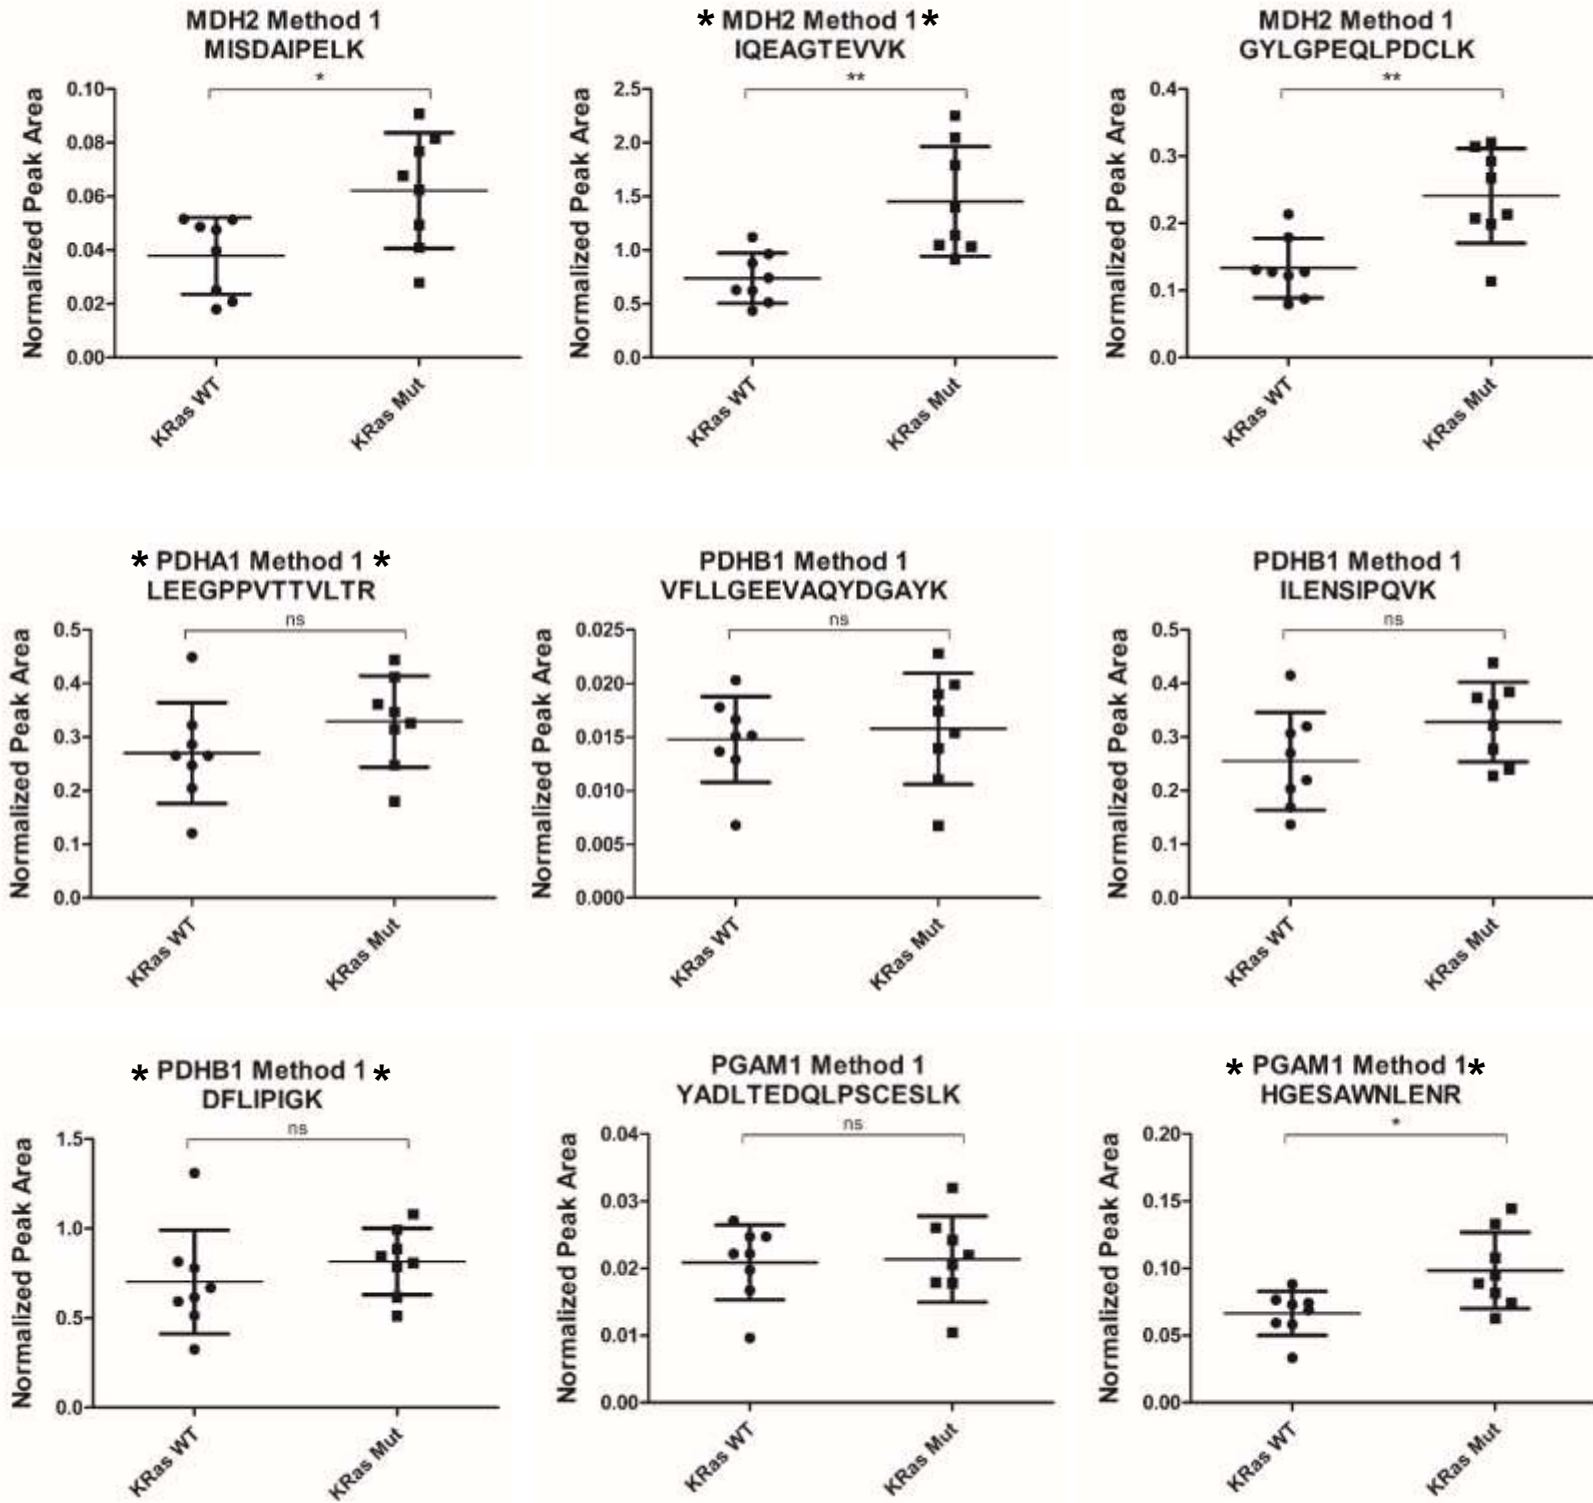 MDH2 Method 1
MISDAIPELK
*
Normalized Peak Area
0.10
0.08
0.06
0.04
0.02
0.00
KRas WT
KRas Mut
* MDH2 Method 1 *
IQEAGTEVVK
**
Normalized Peak Area
2.5
2.0
1.5
1.0
0.5
0.0
KRas WT
KRas Mut
MDH2 Method 1
GYLGPEQLPDCLK
**
Normalized Peak Area
0.4
0.3
0.2
0.1
0.0
KRas WT
KRas Mut
* PDHA1 Method 1 *
LEEGPPVTTVLTR
ns
Normalized Peak Area
0.5
0.4
0.3
0.2
0.1
0.0
KRas WT
KRas Mut
PDHB1 Method 1
VFLLGEEVAQYDGAYK
ns
Normalized Peak Area
0.025
0.020
0.015
0.010
0.005
0.000
KRas WT
KRas Mut
PDHB1 Method 1
ILENSIPQVK
ns
Normalized Peak Area
0.5
0.4
0.3
0.2
0.1
0.0
KRas WT
KRas Mut
* PDHB1 Method 1 *
DFLIPIGK
ns
Normalized Peak Area
1.5
1.0
0.5
0.0
KRas WT
KRas Mut
PGAM1 Method 1
YADLTEDQLPSCESLK
ns
Normalized Peak Area
0.04
0.03
0.02
0.01
0.00
KRas WT
KRas Mut
* PGAM1 Method 1 *
HGESAWNLENR
*
Normalized Peak Area
0.20
0.15
0.10
0.05
0.00
KRas WT
KRas Mut